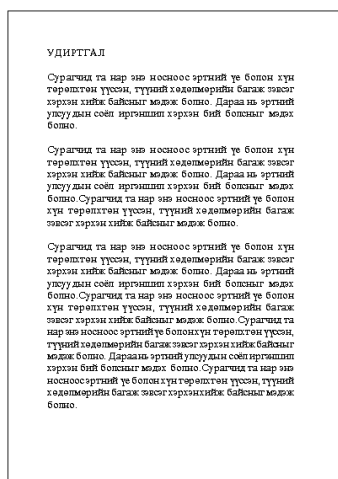 УДИРТГАЛ
Сурагчид та нар энэ носноос эртний үе болон хүн
төрөлхтөн үүссэн, түүний хөдөлмөрийн багаж зэвсэг
хэрхэн хийж байсныг мэдэж болно. Дараа нь эртний
улсуудын соёл иргэншил хэрхэн бий болсныг мэдэх
болно.
Сурагчид та нар энэ носноос эртний үе болон хүн
төрөлхтөн үүссэн, түүний хөдөлмөрийн багаж зэвсэг
хэрхэн хийж байсныг мэдэж болно. Дараа нь эртний
улсуудын соёл иргэншил хэрхэн бий болсныг мэдэх
болно.Сурагчид та нар энэ носноос эртний үе болон
хүн төрөлхтөн үүссэн, түүний хөдөлмөрийн багаж
зэвсэг хэрхэн хийж байсныг мэдэж болно.
Сурагчид та нар энэ носноос эртний үе болон хүн
төрөлхтөн үүссэн, түүний хөдөлмөрийн багаж зэвсэг
хэрхэн хийж байсныг мэдэж болно. Дараа нь эртний
улсуудын соёл иргэншил хэрхэн бий болсныг мэдэх
болно.Сурагчид та нар энэ носноос эртний үе болон
хүн төрөлхтөн үүссэн, түүний хөдөлмөрийн багаж
зэвсэг хэрхэн хийж байсныг мэдэж болно.Сурагчид та
нар энэ носноос эртний үе болон хүн төрөлхтөн үүссэн,
түүний хөдөлмөрийн багаж зэвсэг хэрхэн хийж байсныг
мэдэж болно. Дараа нь эртний улсуудын соёл иргэншил
хэрхэн бий болсныг мэдэх болно.Сурагчид та нар энэ
носноос эртний үе болон хүн төрөлхтөн үүссэн, түүний
хөдөлмөрийн багаж зэвсэг хэрхэн хийж байсныг мэдэж
болно.